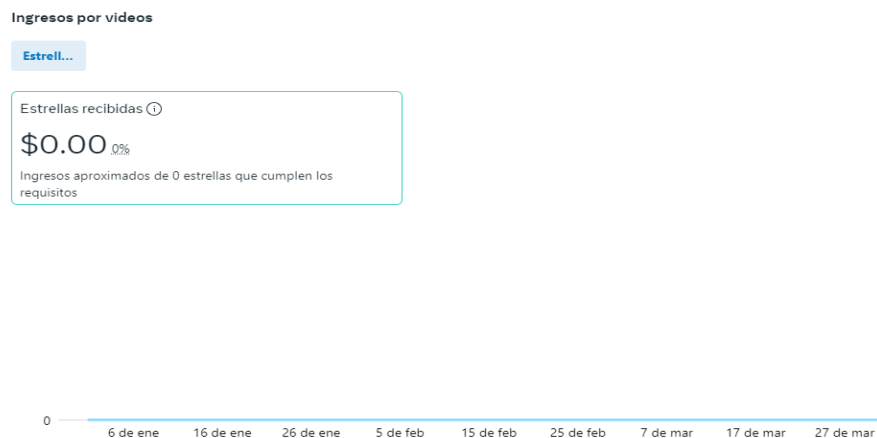 Ingresos por videos
Estrell...
Estrellas recibidas
$0.00 0%
Ingresos aproximados de 0 estrellas que cumplen los
requisitos
0
6 de ene 16 de ene 26 de ene 5 de feb 15 de feb 25 de feb 7 de mar 17 de mar 27 de mar